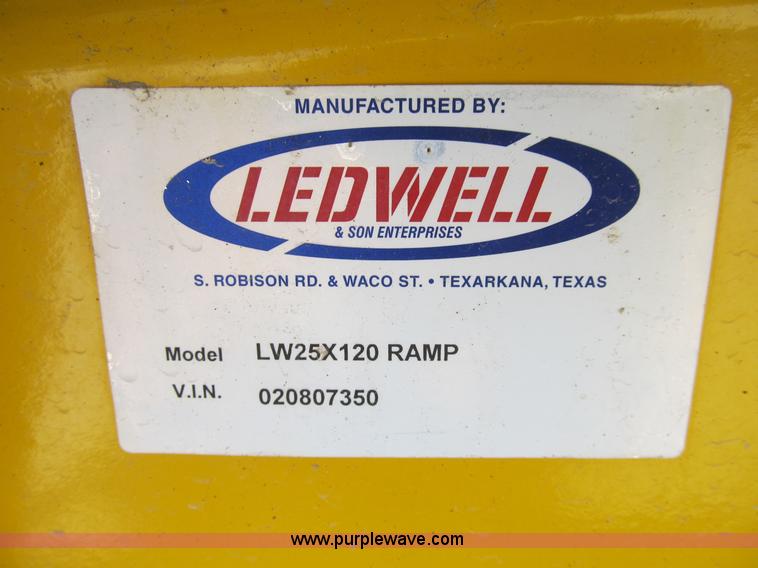 MANUFACTURED BY:
LEDWELL
& SON ENTERPRISES
S. ROBISON RD. & WACO ST. • TEXARKANA, TEXAS
Model LW25X120 RAMP
V.I.N. 020807350
www.purplewave.com